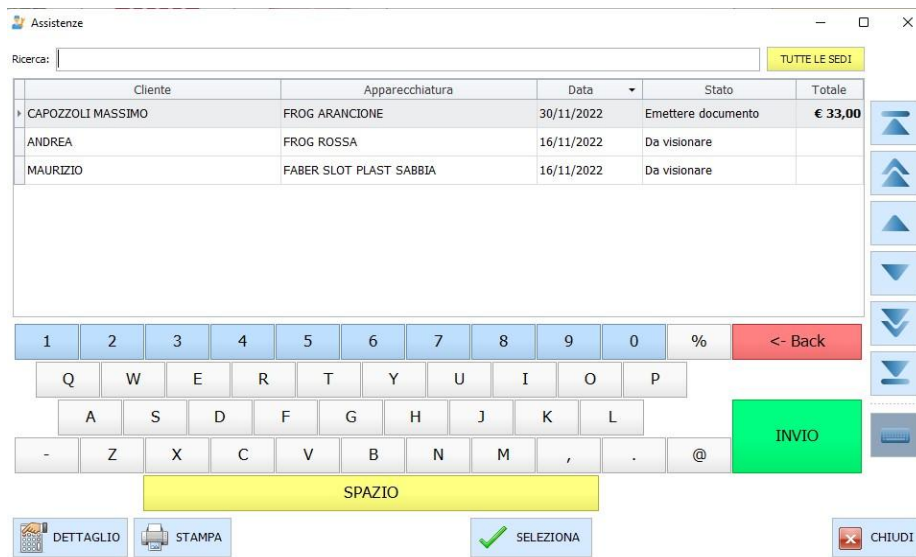 Assistenze
Ricerca: TUTTE LE SEDI
Cliente Apparecchiatura Data Stato Totale
CAPOZZOLI MASSIMO FROG ARANCIONE 30/11/2022 Emettere documento € 33,00
ANDREA FROG ROSSA 16/11/2022 Da visionare
MAURIZIO FABER SLOT PLAST SABBIA 16/11/2022 Da visionare
1 2 3 4 5 6 7 8 9 0 % <- Back
Q W E R T Y U I O P
A S D F G H J K L
INVIO
- Z X C V B N M , . @
SPAZIO
DETTAGLIO STAMPA SELEZIONA CHIUDI